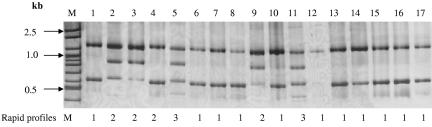 kb
M 1 2 3 4 5 6 7 8 9 10 11 12 13 14 15 16 17
2.5
1.0
0.5
Rapid profiles M 1 2 2 2 3 1 1 1 2 1 3 1 1 1 1 1 1